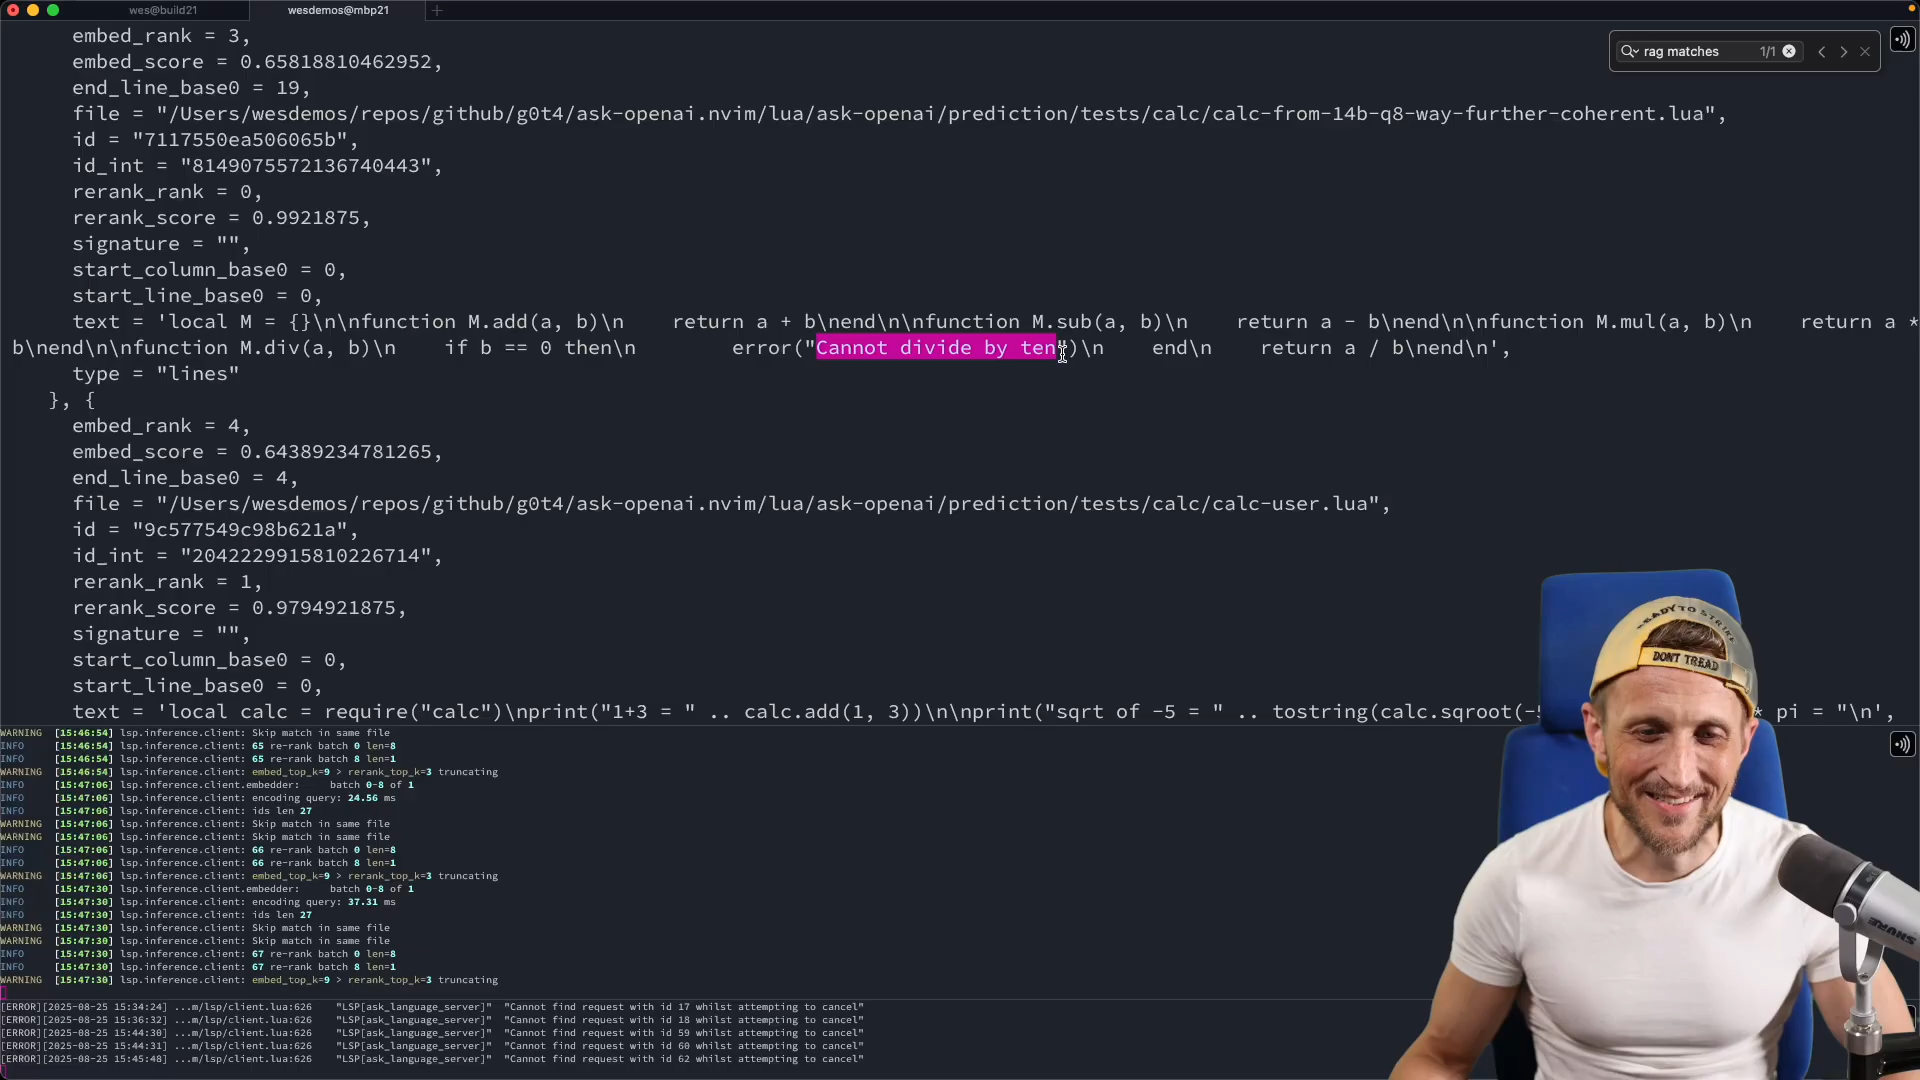 wes@build21
wesdemos@mbp21
rag matches 1/1
embed_rank = 3,
embed_score = 0.65818810462952,
end_line_base0 = 19,
file = "/Users/wesdemos/repos/github/g0t4/ask-openai.nvim/lua/ask-openai/prediction/tests/calc/calc-from-14b-q8-way-further-coherent.lua",
id = "7117550ea506065b",
id_int = "8149075572136740443",
rerank_rank = 0,
rerank_score = 0.9921875,
signature = "",
start_column_base0 = 0,
start_line_base0 = 0,
text = 'local M = {}\n\nfunction M.add(a, b)\n    return a + b\nend\n\nfunction M.sub(a, b)\n    return a - b\nend\n\nfunction M.mul(a, b)\n    return a *
b\nend\n\nfunction M.div(a, b)\n    if b == 0 then\n        error("Cannot divide by ten")\n    end\n    return a / b\nend\n',
type = "lines"
}, {
embed_rank = 4,
embed_score = 0.64389234781265,
end_line_base0 = 4,
file = "/Users/wesdemos/repos/github/g0t4/ask-openai.nvim/lua/ask-openai/prediction/tests/calc/calc-user.lua",
id = "9c577549c98b621a",
id_int = "2042229915810226714",
rerank_rank = 1,
rerank_score = 0.9794921875,
signature = "",
start_column_base0 = 0,
start_line_base0 = 0,
text = 'local calc = require("calc")\nprint("1+3 = " .. calc.add(1, 3))\n\nprint("sqrt of -5 = " .. tostring(calc.sqroot(- * pi = "\n',
WARNING [15:46:54] lsp.inference.client: Skip match in same file
INFO [15:46:54] lsp.inference.client: 65 re-rank batch 0 len=8
INFO [15:46:54] lsp.inference.client: 65 re-rank batch 8 len=1
WARNING [15:46:54] lsp.inference.client: embed_top_k=9 > rerank_top_k=3 truncating
INFO [15:47:06] lsp.inference.client.embedder: batch 0-8 of 1
INFO [15:47:06] lsp.inference.client: encoding query: 24.56 ms
INFO [15:47:06] lsp.inference.client: ids len 27
WARNING [15:47:06] lsp.inference.client: Skip match in same file
WARNING [15:47:06] lsp.inference.client: Skip match in same file
INFO [15:47:06] lsp.inference.client: 66 re-rank batch 0 len=8
INFO [15:47:06] lsp.inference.client: 66 re-rank batch 8 len=1
WARNING [15:47:06] lsp.inference.client: embed_top_k=9 > rerank_top_k=3 truncating
INFO [15:47:30] lsp.inference.client.embedder: batch 0-8 of 1
INFO [15:47:30] lsp.inference.client: encoding query: 37.31 ms
INFO [15:47:30] lsp.inference.client: ids len 27
WARNING [15:47:30] lsp.inference.client: Skip match in same file
WARNING [15:47:30] lsp.inference.client: Skip match in same file
INFO [15:47:30] lsp.inference.client: 67 re-rank batch 0 len=8
INFO [15:47:30] lsp.inference.client: 67 re-rank batch 8 len=1
WARNING [15:47:30] lsp.inference.client: embed_top_k=9 > rerank_top_k=3 truncating
[ERROR][2025-08-25 15:34:24] ...m/lsp/client.lua:626 "LSP[ask_language_server]" "Cannot find request with id 17 whilst attempting to cancel"
[ERROR][2025-08-25 15:36:32] ...m/lsp/client.lua:626 "LSP[ask_language_server]" "Cannot find request with id 18 whilst attempting to cancel"
[ERROR][2025-08-25 15:44:30] ...m/lsp/client.lua:626 "LSP[ask_language_server]" "Cannot find request with id 59 whilst attempting to cancel"
[ERROR][2025-08-25 15:44:31] ...m/lsp/client.lua:626 "LSP[ask_language_server]" "Cannot find request with id 60 whilst attempting to cancel"
[ERROR][2025-08-25 15:45:48] ...m/lsp/client.lua:626 "LSP[ask_language_server]" "Cannot find request with id 62 whilst attempting to cancel"
READY TO STRIKE
DONT TREAD
SHURE